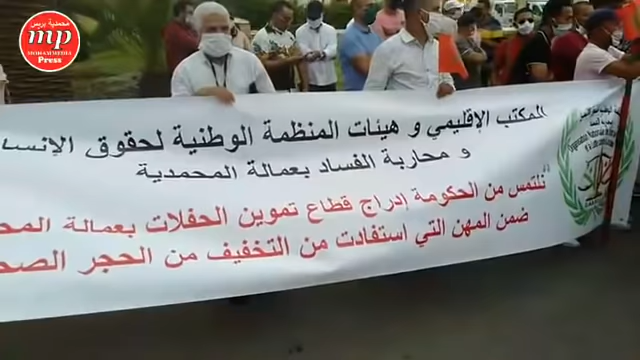 محمدية بريس
mp
MOHAMMEDIA
Press
المكتب الإقليمي و هيئات المنظمة الوطنية لحقوق الإنسا
و محاربة الفساد بعمالة المحمدية
"نلتمس من الحكومة إدراج قطاع تموين الحفلات بعمالة المح
ضمن المهن التي استفادت من التخفيف من الحجر الصح